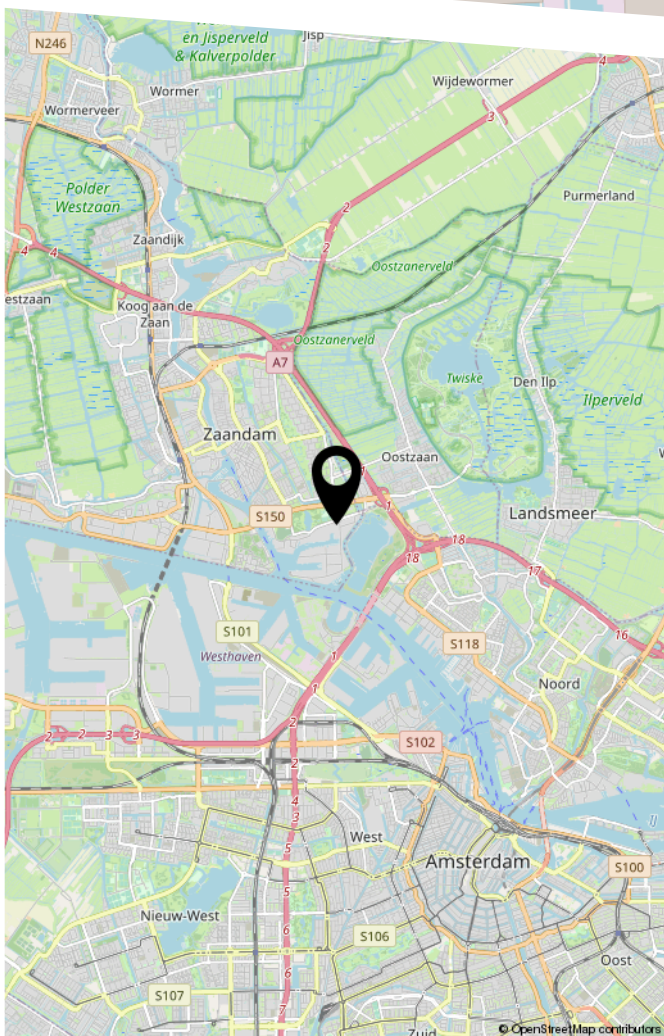 en Jisperveld
& Kalverpolder
Jisp
N246
4
Wijdewormer
Wormer
Wormerveer
3
Polder
Westzaan
Purmerland
2
Zaandijk
2
4
4
Oostzanerveld
estzaan
Koog aan de
Zaan
Oostzanerveld
A7
Twiske
Den Ilp
Ilperveld
Zaandam
Oostzaan
1
1
S150
Landsmeer
18
18
17
S101
16
S118
Westhaven
Noord
1
1
2
2
2
3
3
S102
2
4
3
West
5
Amsterdam
S100
5
Nieuw-West
S106
6
6
Oost
S107
7
Zuid
© OpenStreetMap contributors